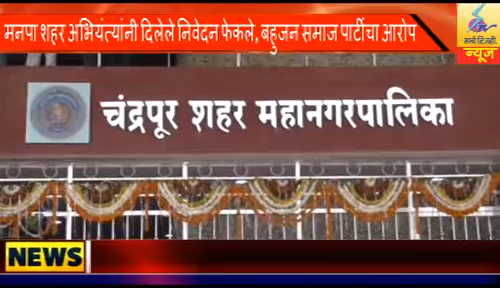 मनपा शहर अभियंत्यांनी दिलेले निवेदन फेकले, बहुजन समाज पार्टीचा आरोप
न्यूज
चंद्रपूर शहर महानगरपालिका
NEWS